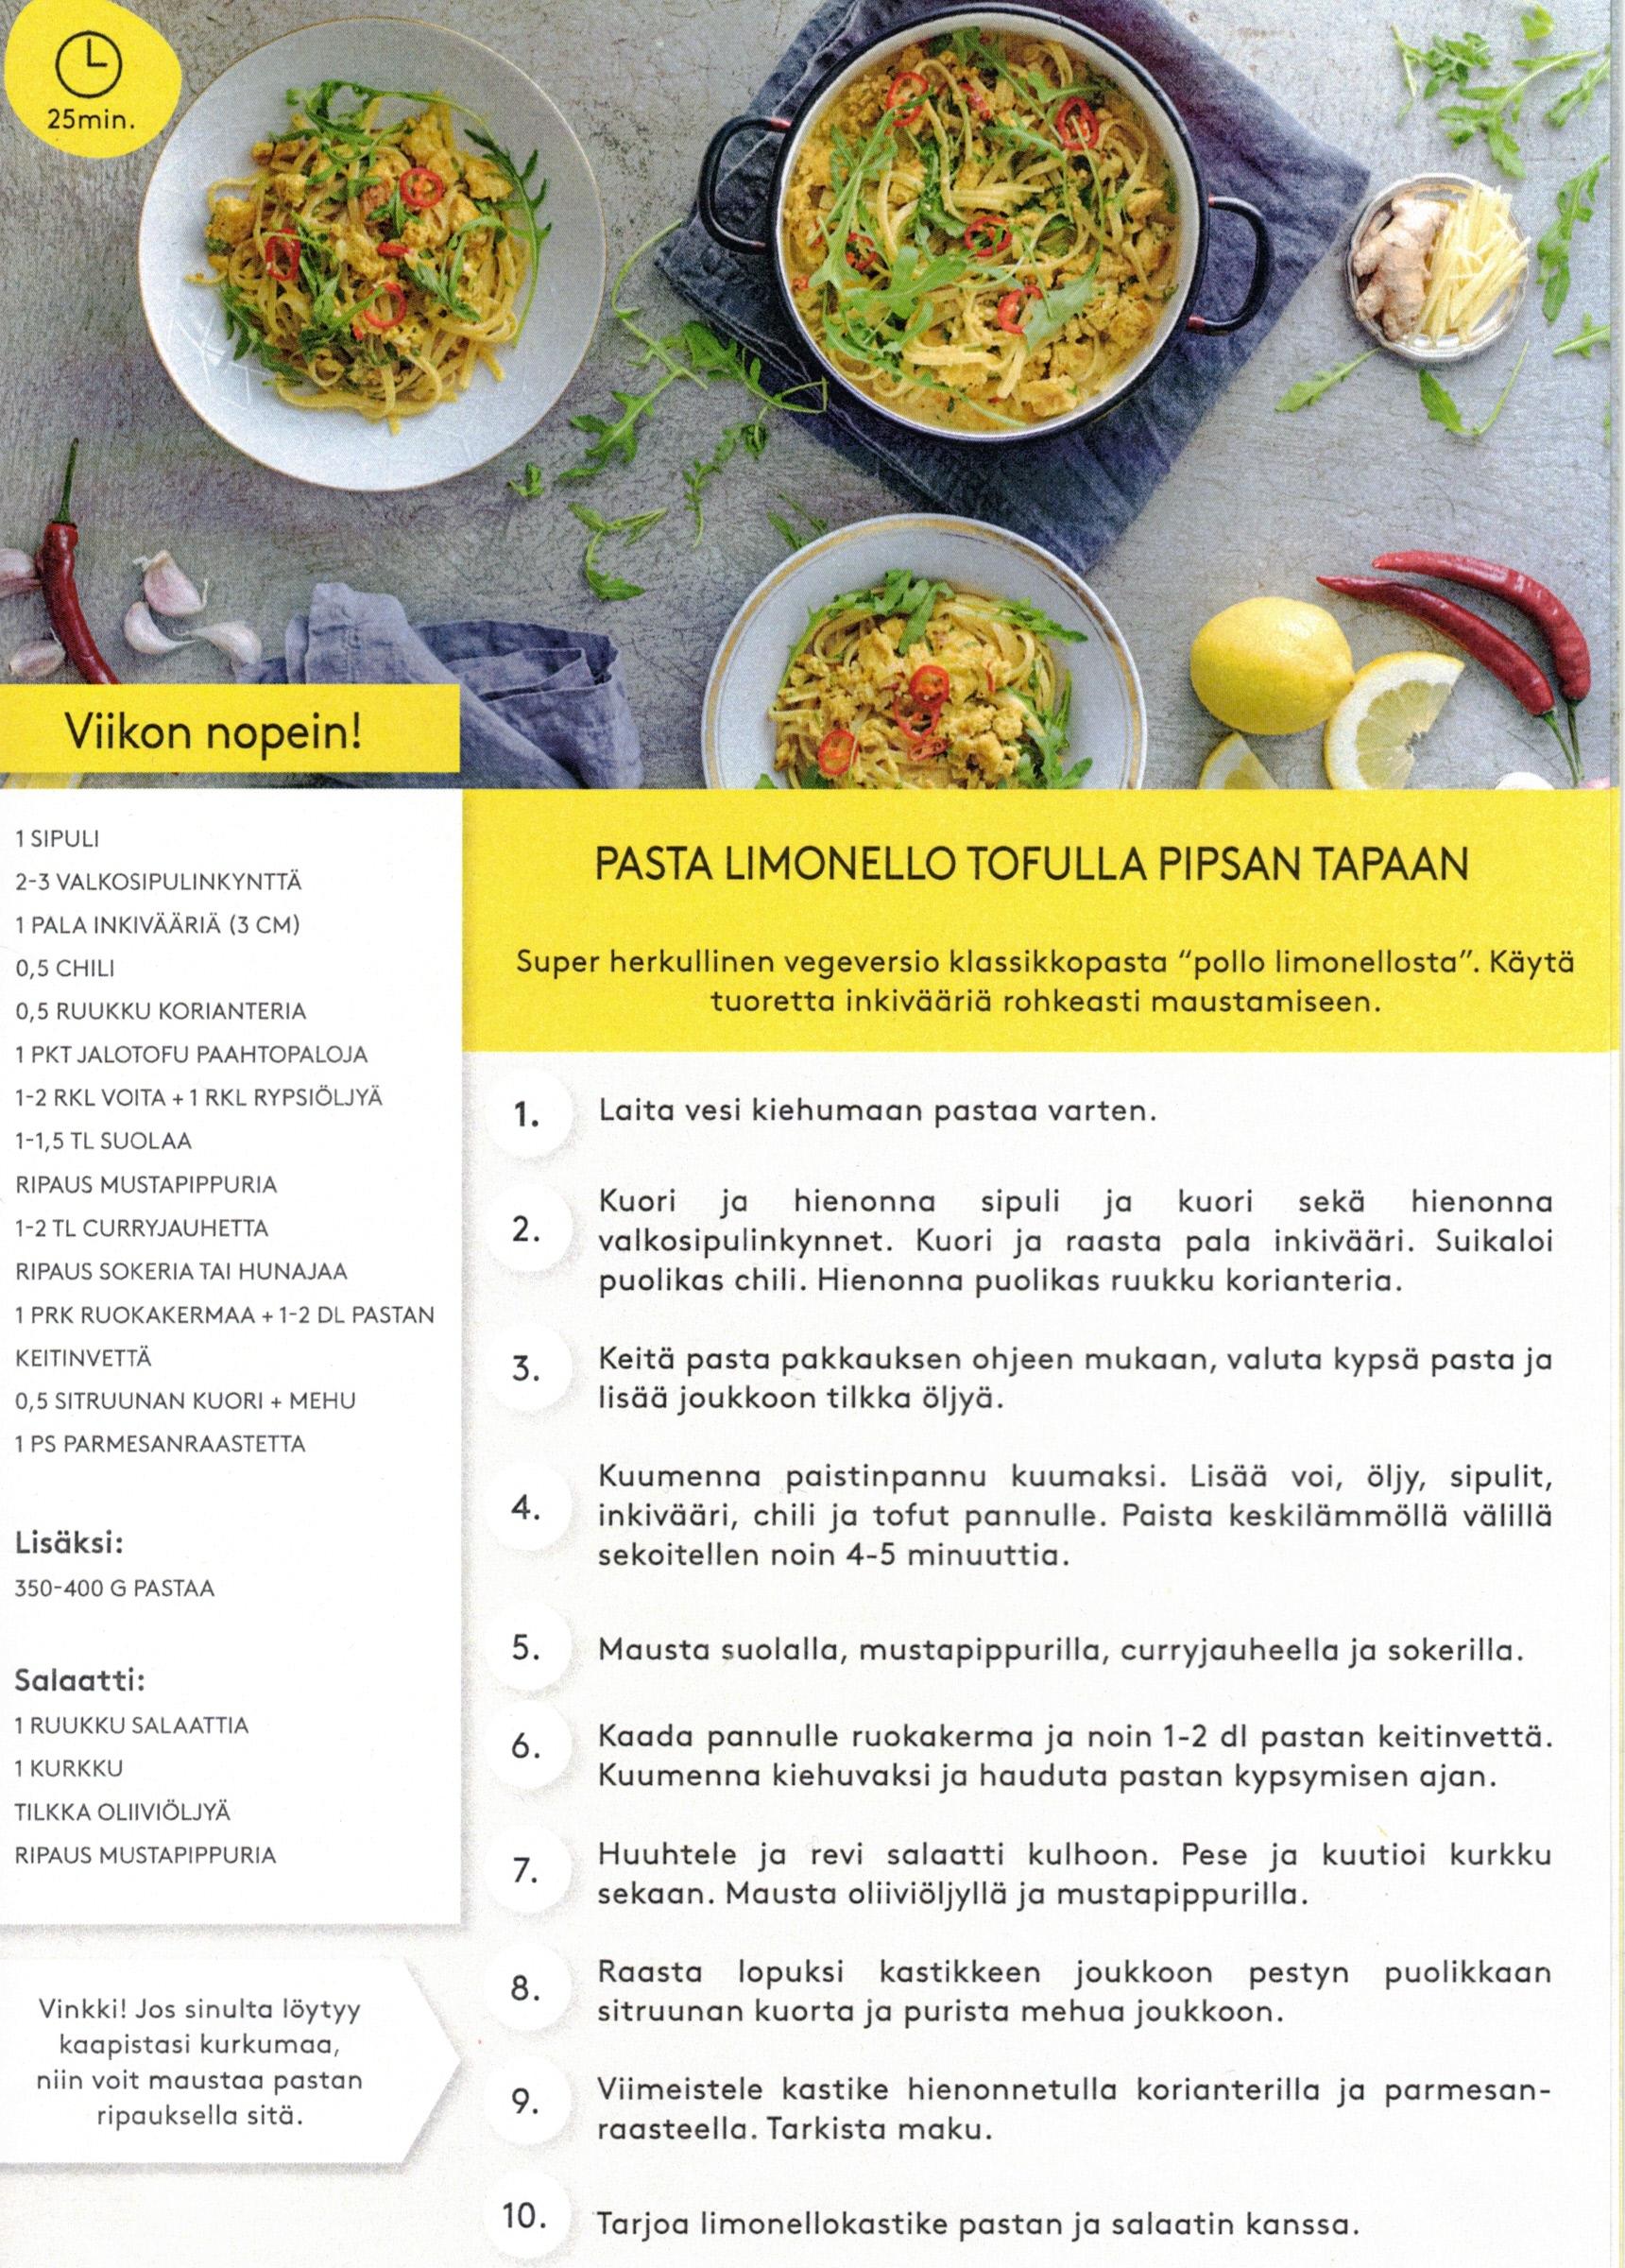 25min.
Viikon nopein!
1 SIPULI
2-3 VALKOSIPULINKYNTTÄ
1 PALA INKIVÄÄRIÄ (3 CM)
0,5 CHILI
0,5 RUUKKU KORIANTERIA
1 PKT JALOTOFU PAAHTOPALOJA
1-2 RKL VOITA + 1 RKL RYPSIÖLJYÄ
1-1,5 TL SUOLAA
RIPAUS MUSTAPIPPURIA
1-2 TL CURRYJAUHETTA
RIPAUS SOKERIA TAI HUNAJAA
1 PRK RUOKAKERMAA + 1-2 DL PASTAN
KEITINVETTÄ
0,5 SITRUUNAN KUORI + MEHU
1 PS PARMESANRAASTETTA
Lisäksi:
350-400 G PASTAA
Salaatti:
1 RUUKKU SALAATTIA
1 KURKKU
TILKKA OLIIVIÖLJYÄ
RIPAUS MUSTAPIPPURIA
Vinkki! Jos sinulta löytyy
kaapistasi kurkumaa,
niin voit maustaa pastan
ripauksella sitä.
PASTA LIMONELLO TOFULLA PIPSAN TAPAAN
Super herkullinen vegeversio klassikkopasta “pollo limonellosta”. Käytä
tuoretta inkivääriä rohkeasti maustamiseen.
1. Laita vesi kiehumaan pastaa varten.
2. Kuori ja hienonna sipuli ja kuori sekä hienonna
valkosipulinkynnet. Kuori ja raasta pala inkivääri. Suikaloi
puolikas chili. Hienonna puolikas ruukku korianteria.
3. Keitä pasta pakkauksen ohjeen mukaan, valuta kypsä pasta ja
lisää joukkoon tilkka öljyä.
4. Kuumenna paistinpannu kuumaksi. Lisää voi, öljy, sipulit,
inkivääri, chili ja tofut pannulle. Paista keskilämmöllä välillä
sekoitellen noin 4-5 minuuttia.
5. Mausta suolalla, mustapippurilla, curryjauheella ja sokerilla.
6. Kaada pannulle ruokakerma ja noin 1-2 dl pastan keitinvettä.
Kuumenna kiehuvaksi ja hauduta pastan kypsymisen ajan.
7. Huuhtele ja revi salaatti kulhoon. Pese ja kuutioi kurkku
sekaan. Mausta oliiviöljyllä ja mustapippurilla.
8. Raasta lopuksi kastikkeen joukkoon pestyn puolikkaan
sitruunan kuorta ja purista mehua joukkoon.
9. Viimeistele kastike hienonnetulla korianterilla ja parmesan-
raasteella. Tarkista maku.
10. Tarjoa limonellokastike pastan ja salaatin kanssa.